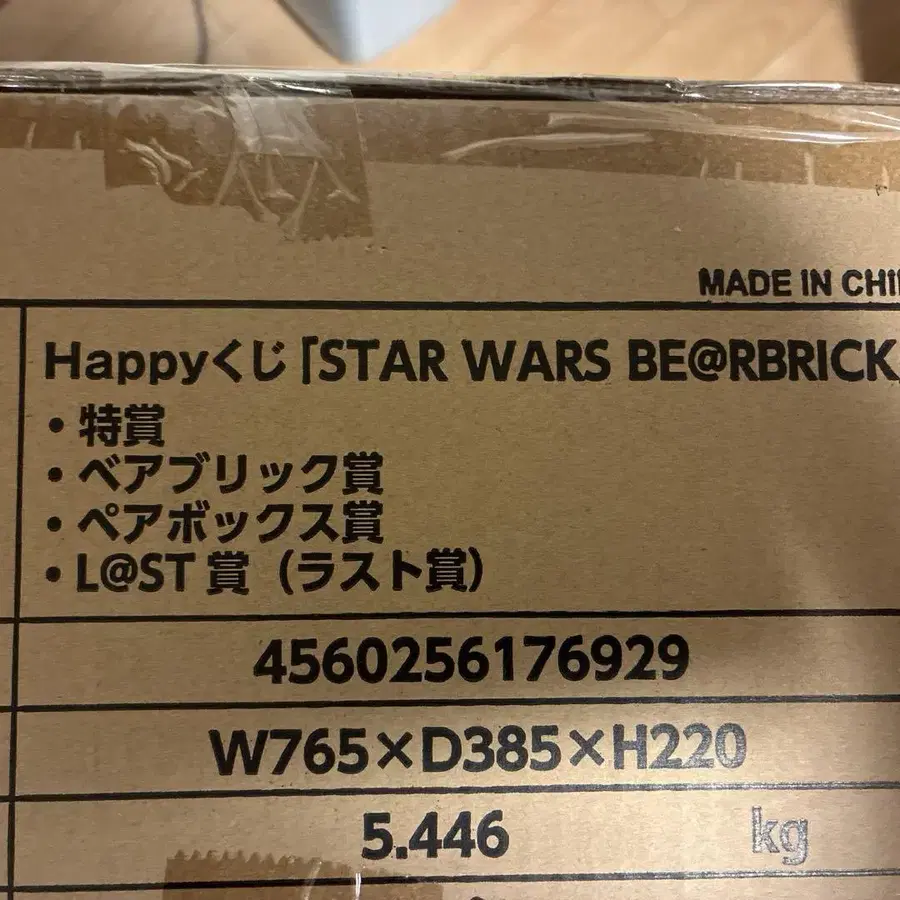 MADE IN CHI
Happyくじ「STAR WARS BE@RBRICK」
・特賞
・ベアブリック賞
・ペアボックス賞
・L@ST賞（ラスト賞）
4560256176929
W765×D385×H220
5.446 kg